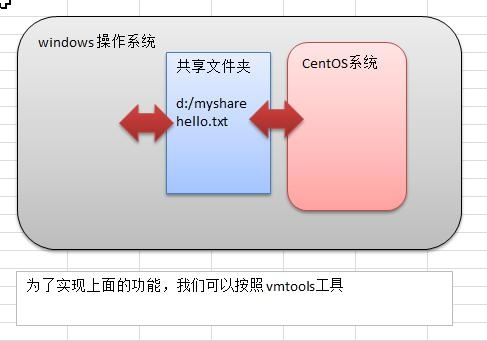 windows操作系统
共享文件夹
d:/myshare
hello.txt
CentOS系统
为了实现上面的功能，我们可以按照vmtools工具